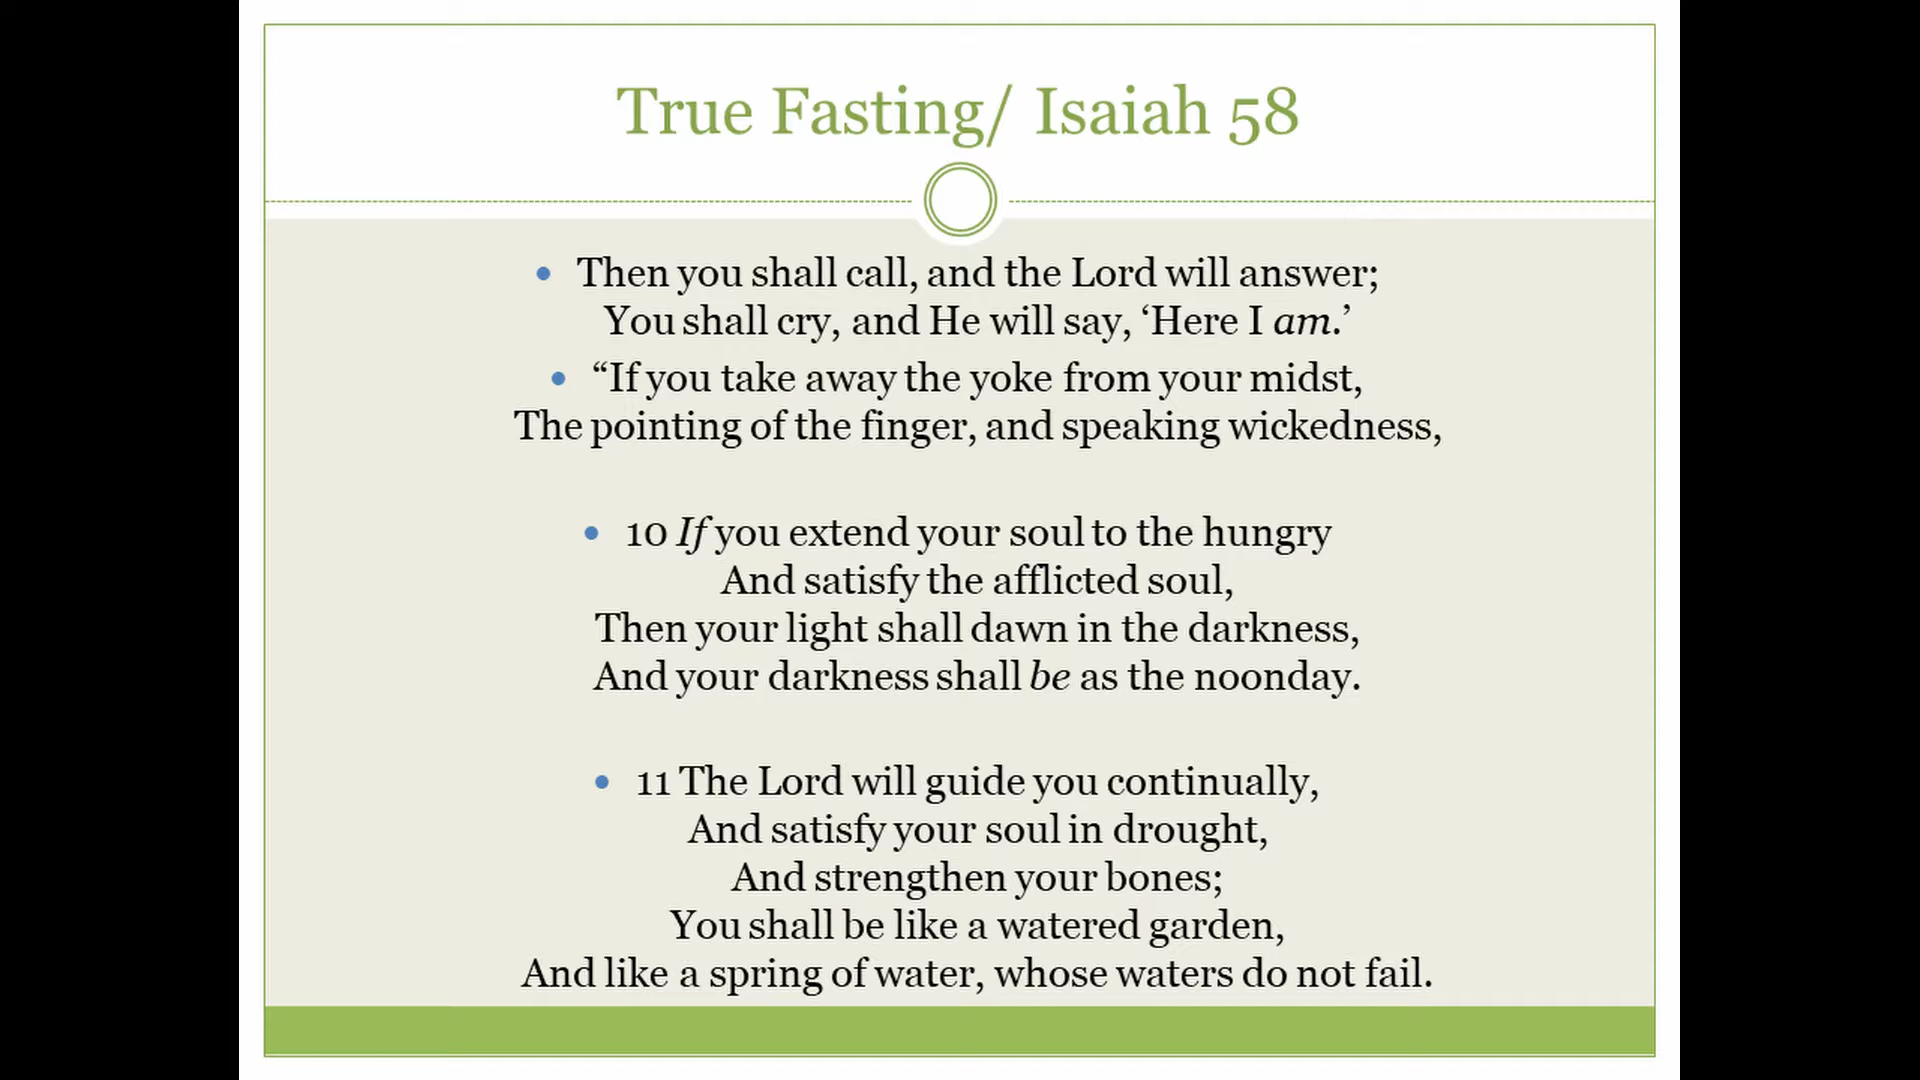 True Fasting/ Isaiah 58
• Then you shall call, and the Lord will answer;
You shall cry, and He will say, ‘Here I am.’
• “If you take away the yoke from your midst,
The pointing of the finger, and speaking wickedness,
• 10 If you extend your soul to the hungry
And satisfy the afflicted soul,
Then your light shall dawn in the darkness,
And your darkness shall be as the noonday.
• 11 The Lord will guide you continually,
And satisfy your soul in drought,
And strengthen your bones;
You shall be like a watered garden,
And like a spring of water, whose waters do not fail.